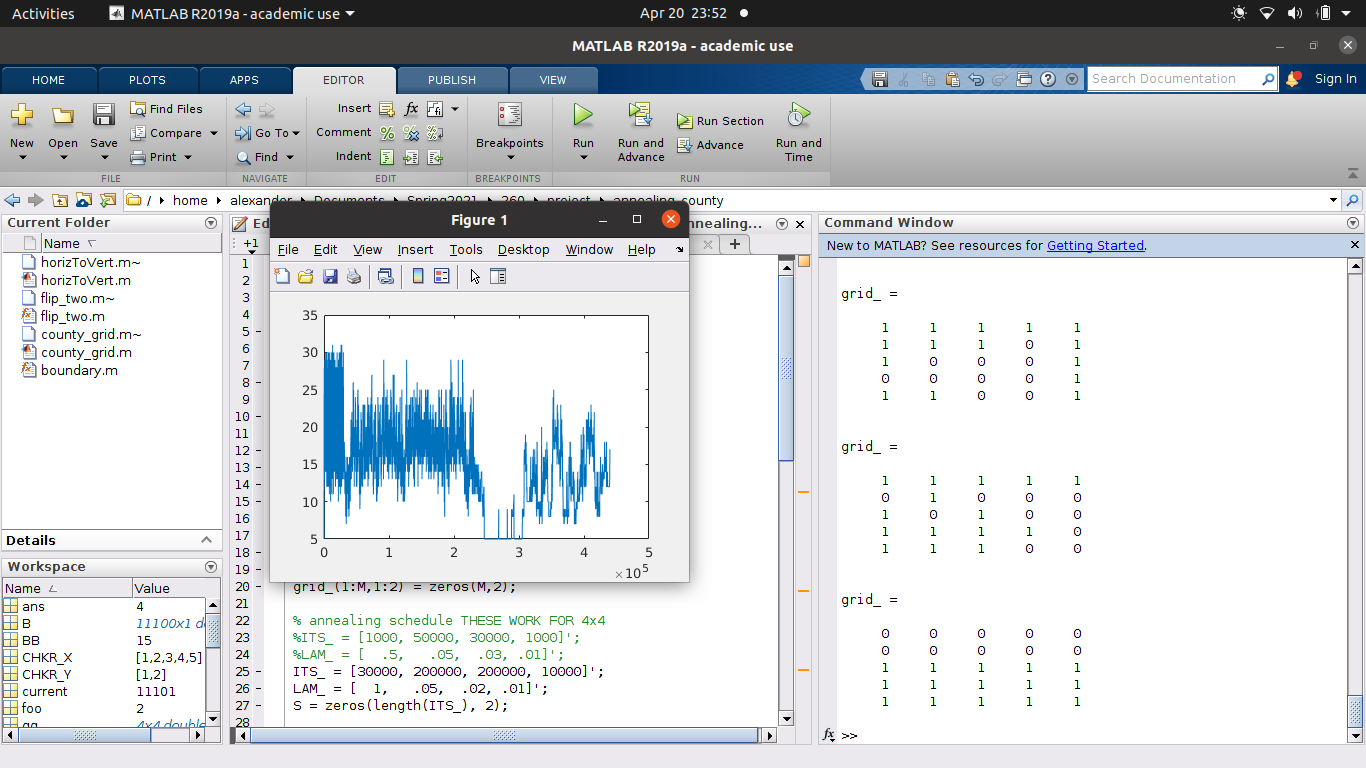 Activities
MATLAB R2019a - academic use
Apr 20 23:52
MATLAB R2019a - academic use
HOME
PLOTS
APPS
EDITOR
PUBLISH
VIEW
Search Documentation
Sign In
New
Open
Save
Find Files
Compare
Print
FILE
Go To
Find
NAVIGATE
Insert
Comment
Indent
fx
EDIT
Breakpoints
BREAKPOINTS
Run
Run and Advance
Run Section
Advance
Run and Time
RUN
/ home alexander Documents Spring2021 260 project annealing_county
Current Folder
Name
horizToVert.m~
horizToVert.m
flip_two.m~
flip_two.m
county_grid.m~
county_grid.m
boundary.m
Details
Workspace
Name Value
ans 4
B 11100x1 d
BB 15
CHKR_X [1,2,3,4,5]
CHKR_Y [1,2]
current 11101
foo 2
4x4 double
Ed
nnealing...
+1
1
2
3
4
5
6
7
8
9
10
11
12
13
14
15
16
17
18
19
20 grid_(1:M,1:2) = zeros(M,2);
21
22 % annealing schedule THESE WORK FOR 4x4
23 %ITS_ = [1000, 50000, 30000, 1000]';
24 %LAM_ = [ .5, .05, .03, .01]';
25 ITS_ = [30000, 200000, 200000, 10000]';
26 LAM_ = [ 1, .05, .02, .01]';
27 S = zeros(length(ITS_), 2);
28
Figure 1
File Edit View Insert Tools Desktop Window Help
35
30
25
20
15
10
5
0 1 2 3 4 5
×10^5
Command Window
New to MATLAB? See resources for Getting Started.
grid_ =
1 1 1 1 1
1 1 1 0 1
1 0 0 0 1
0 0 0 0 1
1 1 0 0 1
grid_ =
1 1 1 1 1
0 1 0 0 0
1 0 1 0 0
1 1 1 1 0
1 1 1 0 0
grid_ =
0 0 0 0 0
0 0 0 0 0
1 1 1 1 1
1 1 1 1 1
1 1 1 1 1
fx >>